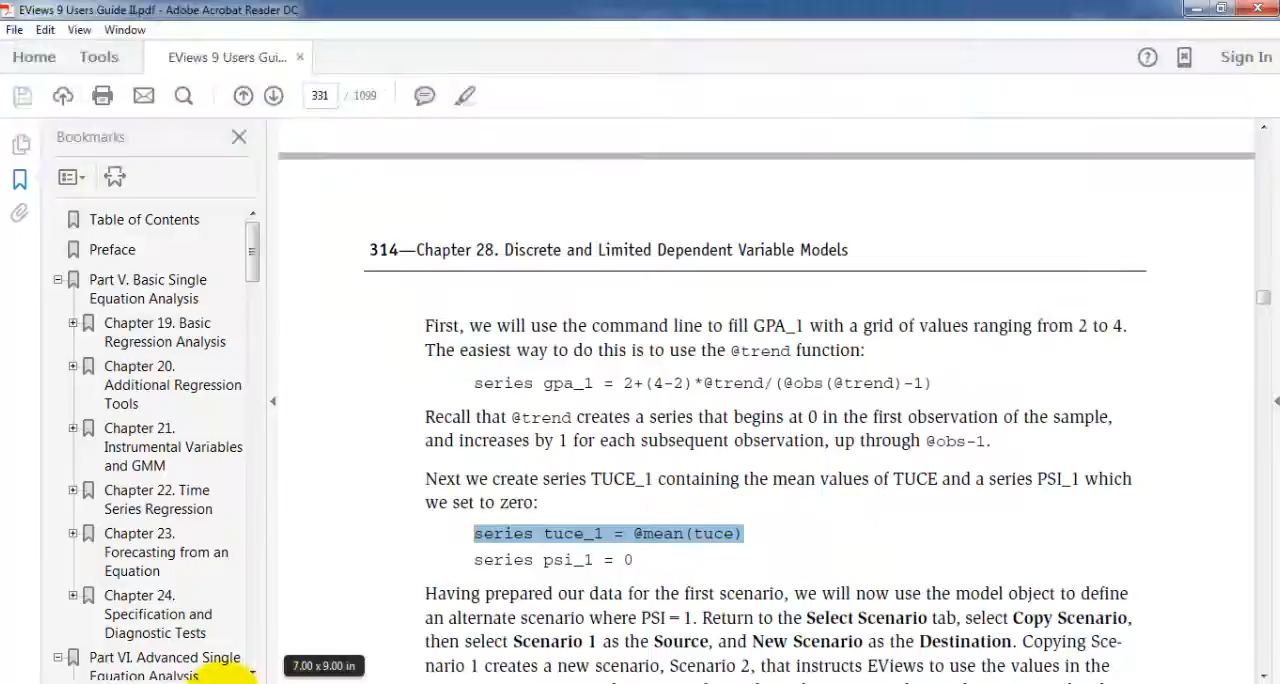 EViews 9 Users Guide II.pdf - Adobe Acrobat Reader DC
File Edit View Window
Home Tools EViews 9 Users Gui... × Sign In
331 / 1099
Bookmarks
Table of Contents
Preface
Part V. Basic Single
Equation Analysis
Chapter 19. Basic
Regression Analysis
Chapter 20.
Additional Regression
Tools
Chapter 21.
Instrumental Variables
and GMM
Chapter 22. Time
Series Regression
Chapter 23.
Forecasting from an
Equation
Chapter 24.
Specification and
Diagnostic Tests
Part VI. Advanced Single
Equation Analysis
7.00 x 9.00 in
314—Chapter 28. Discrete and Limited Dependent Variable Models
First, we will use the command line to fill GPA_1 with a grid of values ranging from 2 to 4.
The easiest way to do this is to use the @trend function:
series gpa_1 = 2+(4-2)*@trend/(@obs(@trend)-1)
Recall that @trend creates a series that begins at 0 in the first observation of the sample,
and increases by 1 for each subsequent observation, up through @obs-1.
Next we create series TUCE_1 containing the mean values of TUCE and a series PSI_1 which
we set to zero:
series tuce_1 = @mean(tuce)
series psi_1 = 0
Having prepared our data for the first scenario, we will now use the model object to define
an alternate scenario where PSI = 1. Return to the Select Scenario tab, select Copy Scenario,
then select Scenario 1 as the Source, and New Scenario as the Destination. Copying Sce-
nario 1 creates a new scenario, Scenario 2, that instructs EViews to use the values in the